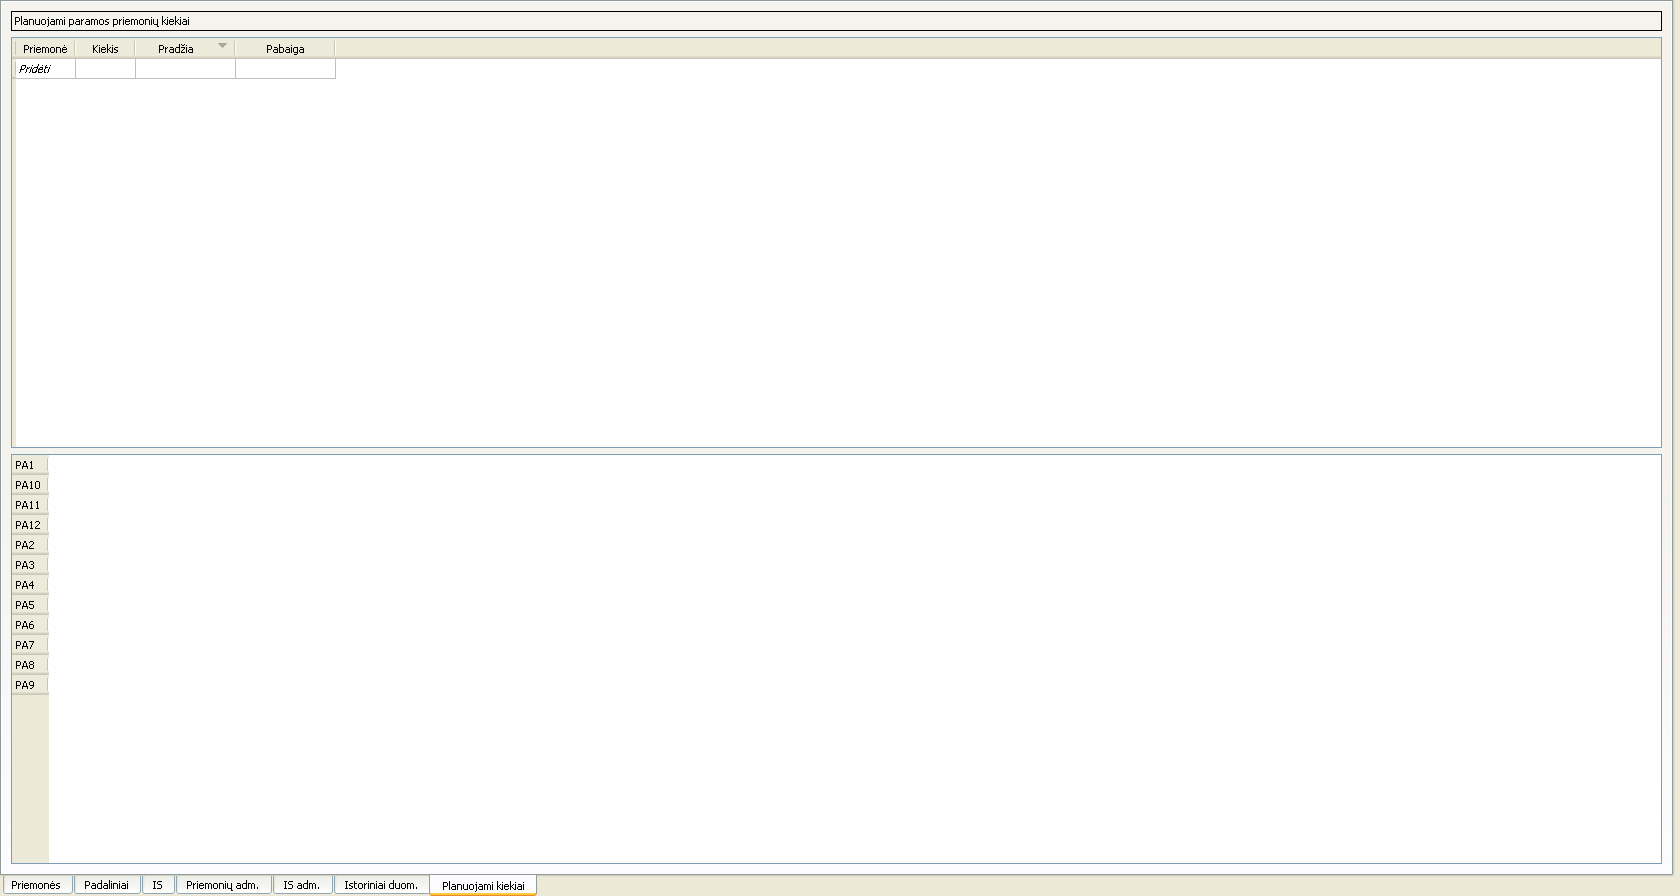 Planuojami paramos priemonių kiekiai
Priemonė Kiekis Pradžia Pabaiga
Pridėti
PA1
PA10
PA11
PA12
PA2
PA3
PA4
PA5
PA6
PA7
PA8
PA9
Priemonės Padaliniai IS Priemonių adm. IS adm. Istoriniai duom. Planuojami kiekiai